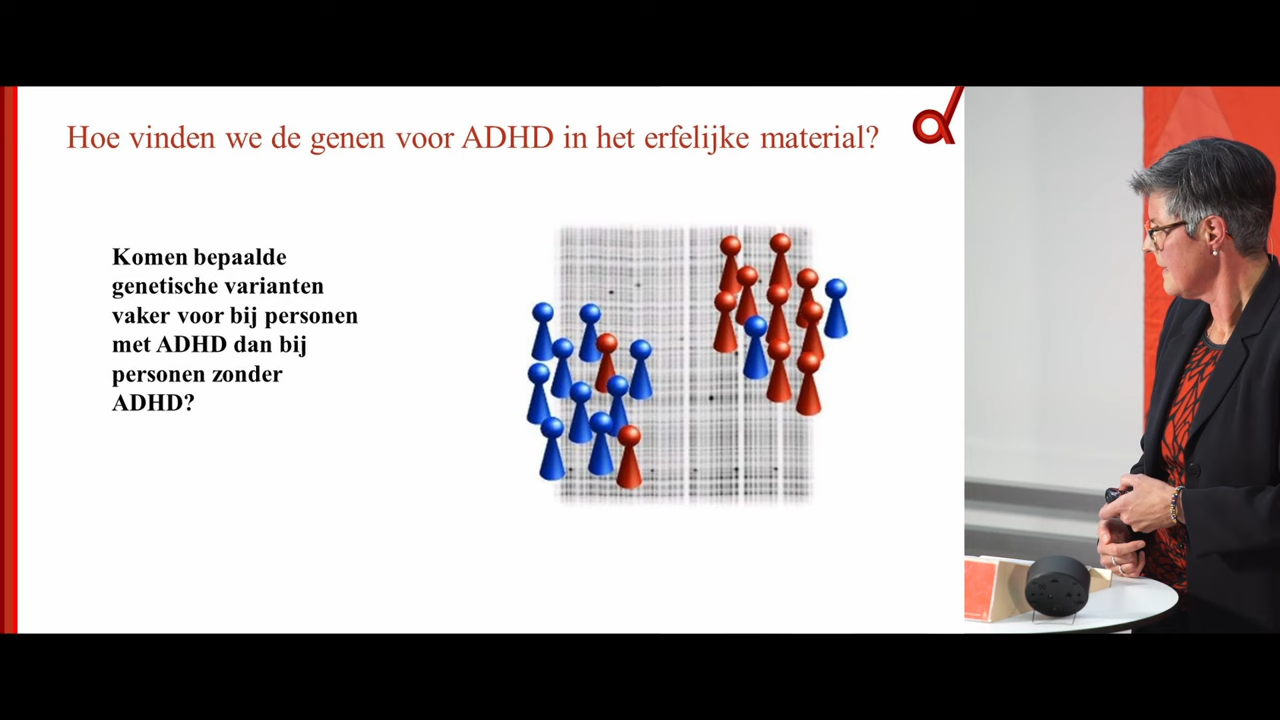 Hoe vinden we de genen voor ADHD in het erfelijke material?
Komen bepaalde
genetische varianten
vaker voor bij personen
met ADHD dan bij
personen zonder
ADHD?